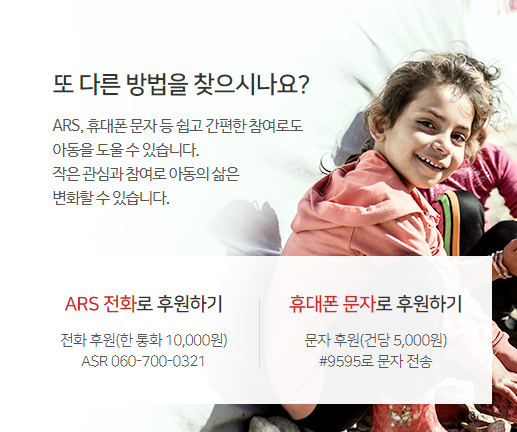 또 다른 방법을 찾으시나요?
ARS, 휴대폰 문자 등 쉽고 간편한 참여로도
아동을 도울 수 있습니다.
작은 관심과 참여로 아동의 삶은
변화할 수 있습니다.
ARS 전화로 후원하기
전화 후원(한 통화 10,000원)
ASR 060-700-0321
휴대폰 문자로 후원하기
문자 후원(건당 5,000원)
#9595로 문자 전송